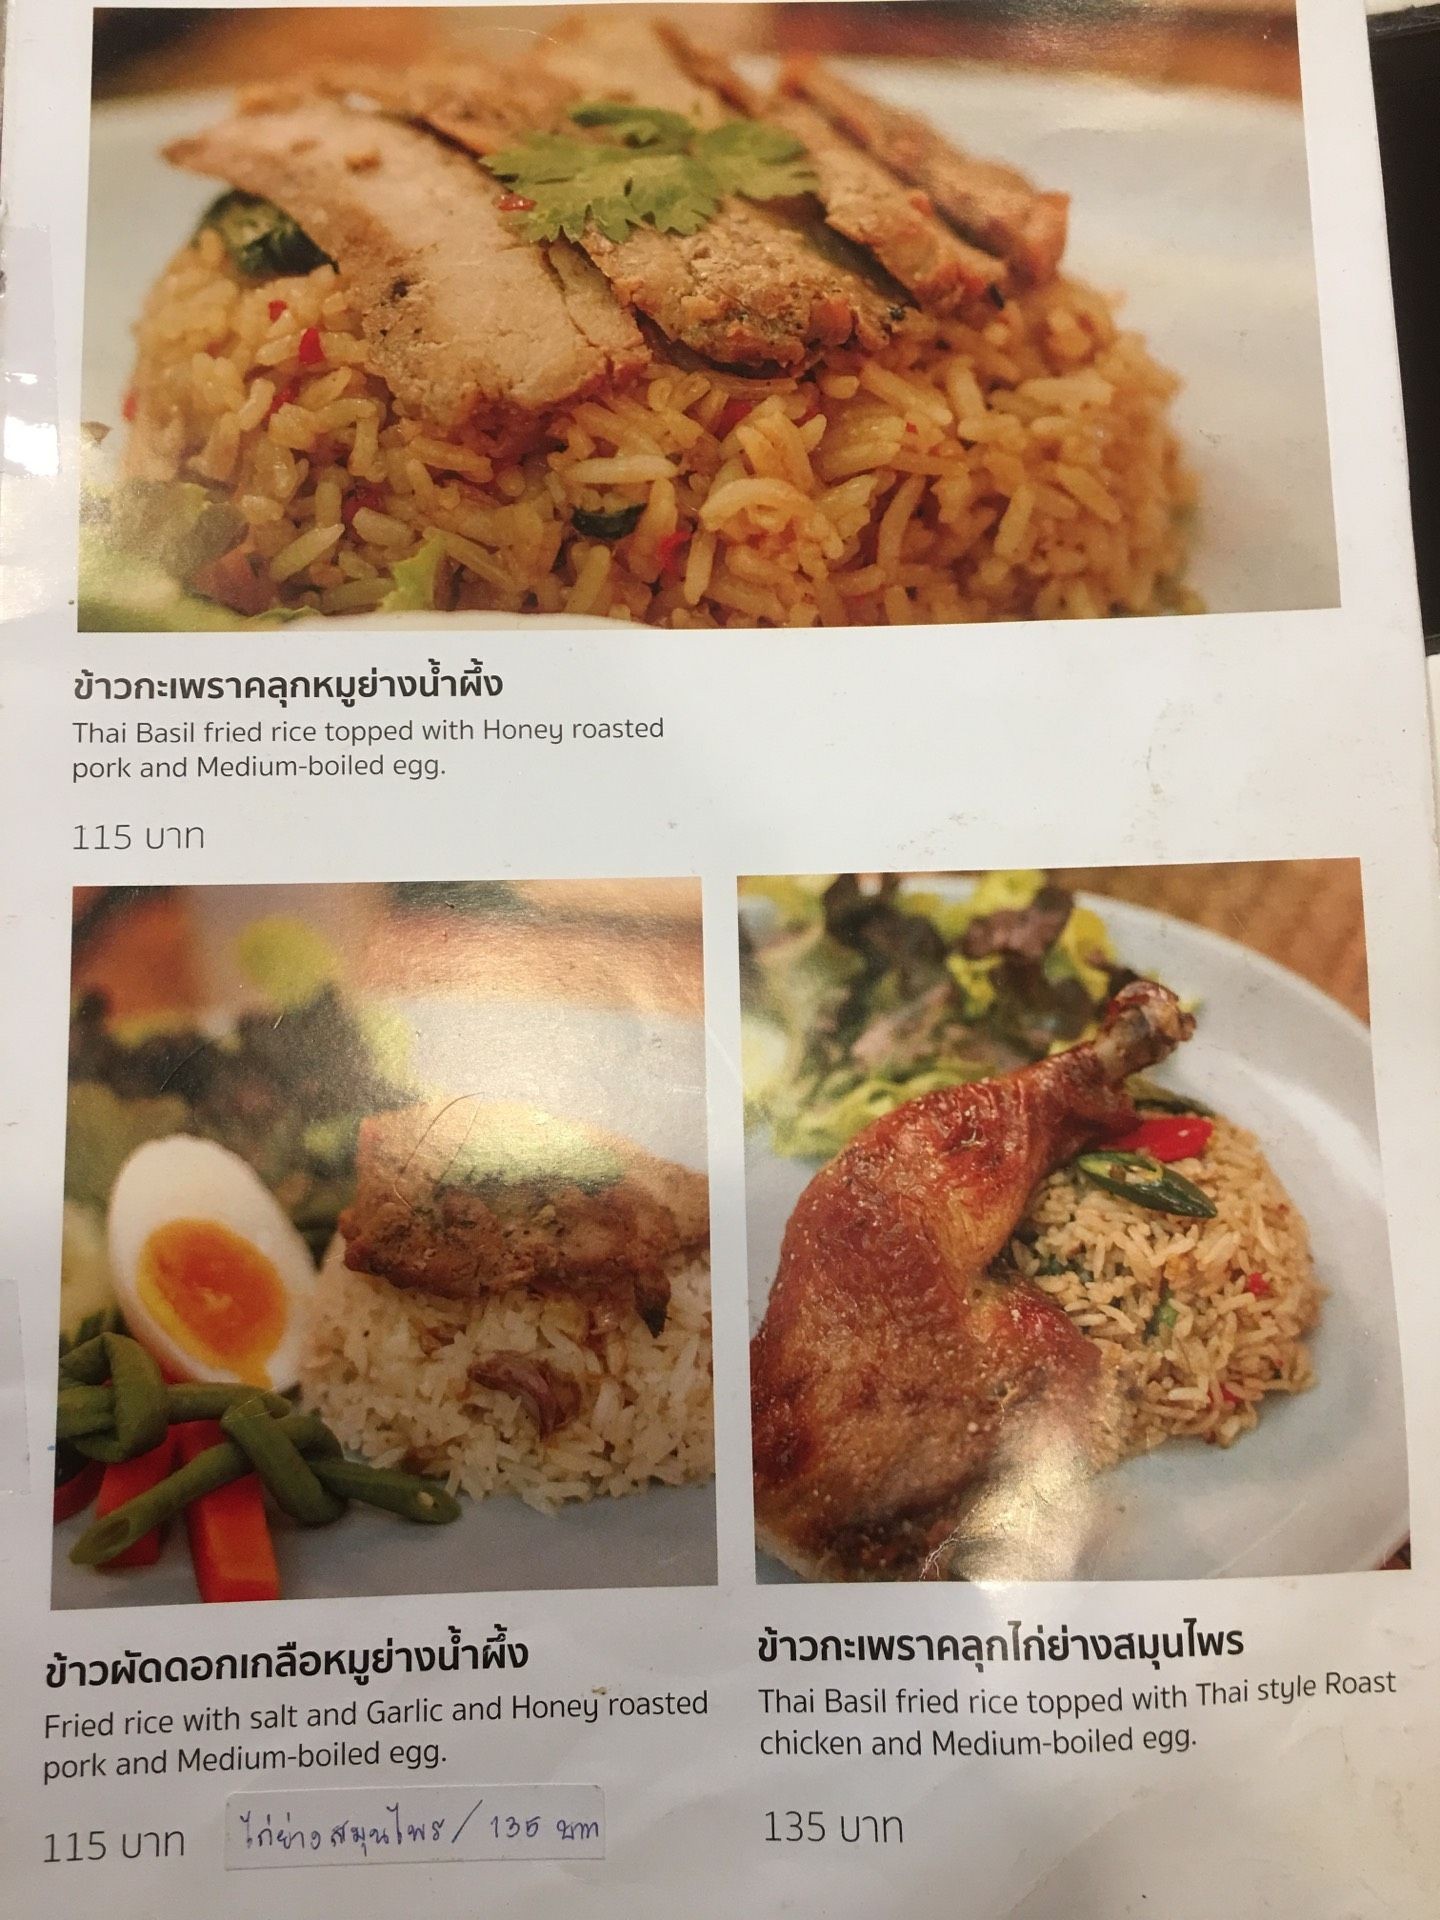 ข้าวกะเพราคลุกหมูย่างน้ำผึ้ง
Thai Basil fried rice topped with Honey roasted
pork and Medium-boiled egg.
115 บาท
ข้าวผัดดอกเกลือหมูย่างน้ำผึ้ง
Fried rice with salt and Garlic and Honey roasted
pork and Medium-boiled egg.
115 บาท
ไก่ย่างสมุนไพร / 135 บาท
ข้าวกะเพราคลุกไก่ย่างสมุนไพร
Thai Basil fried rice topped with Thai style Roast
chicken and Medium-boiled egg.
135 บาท